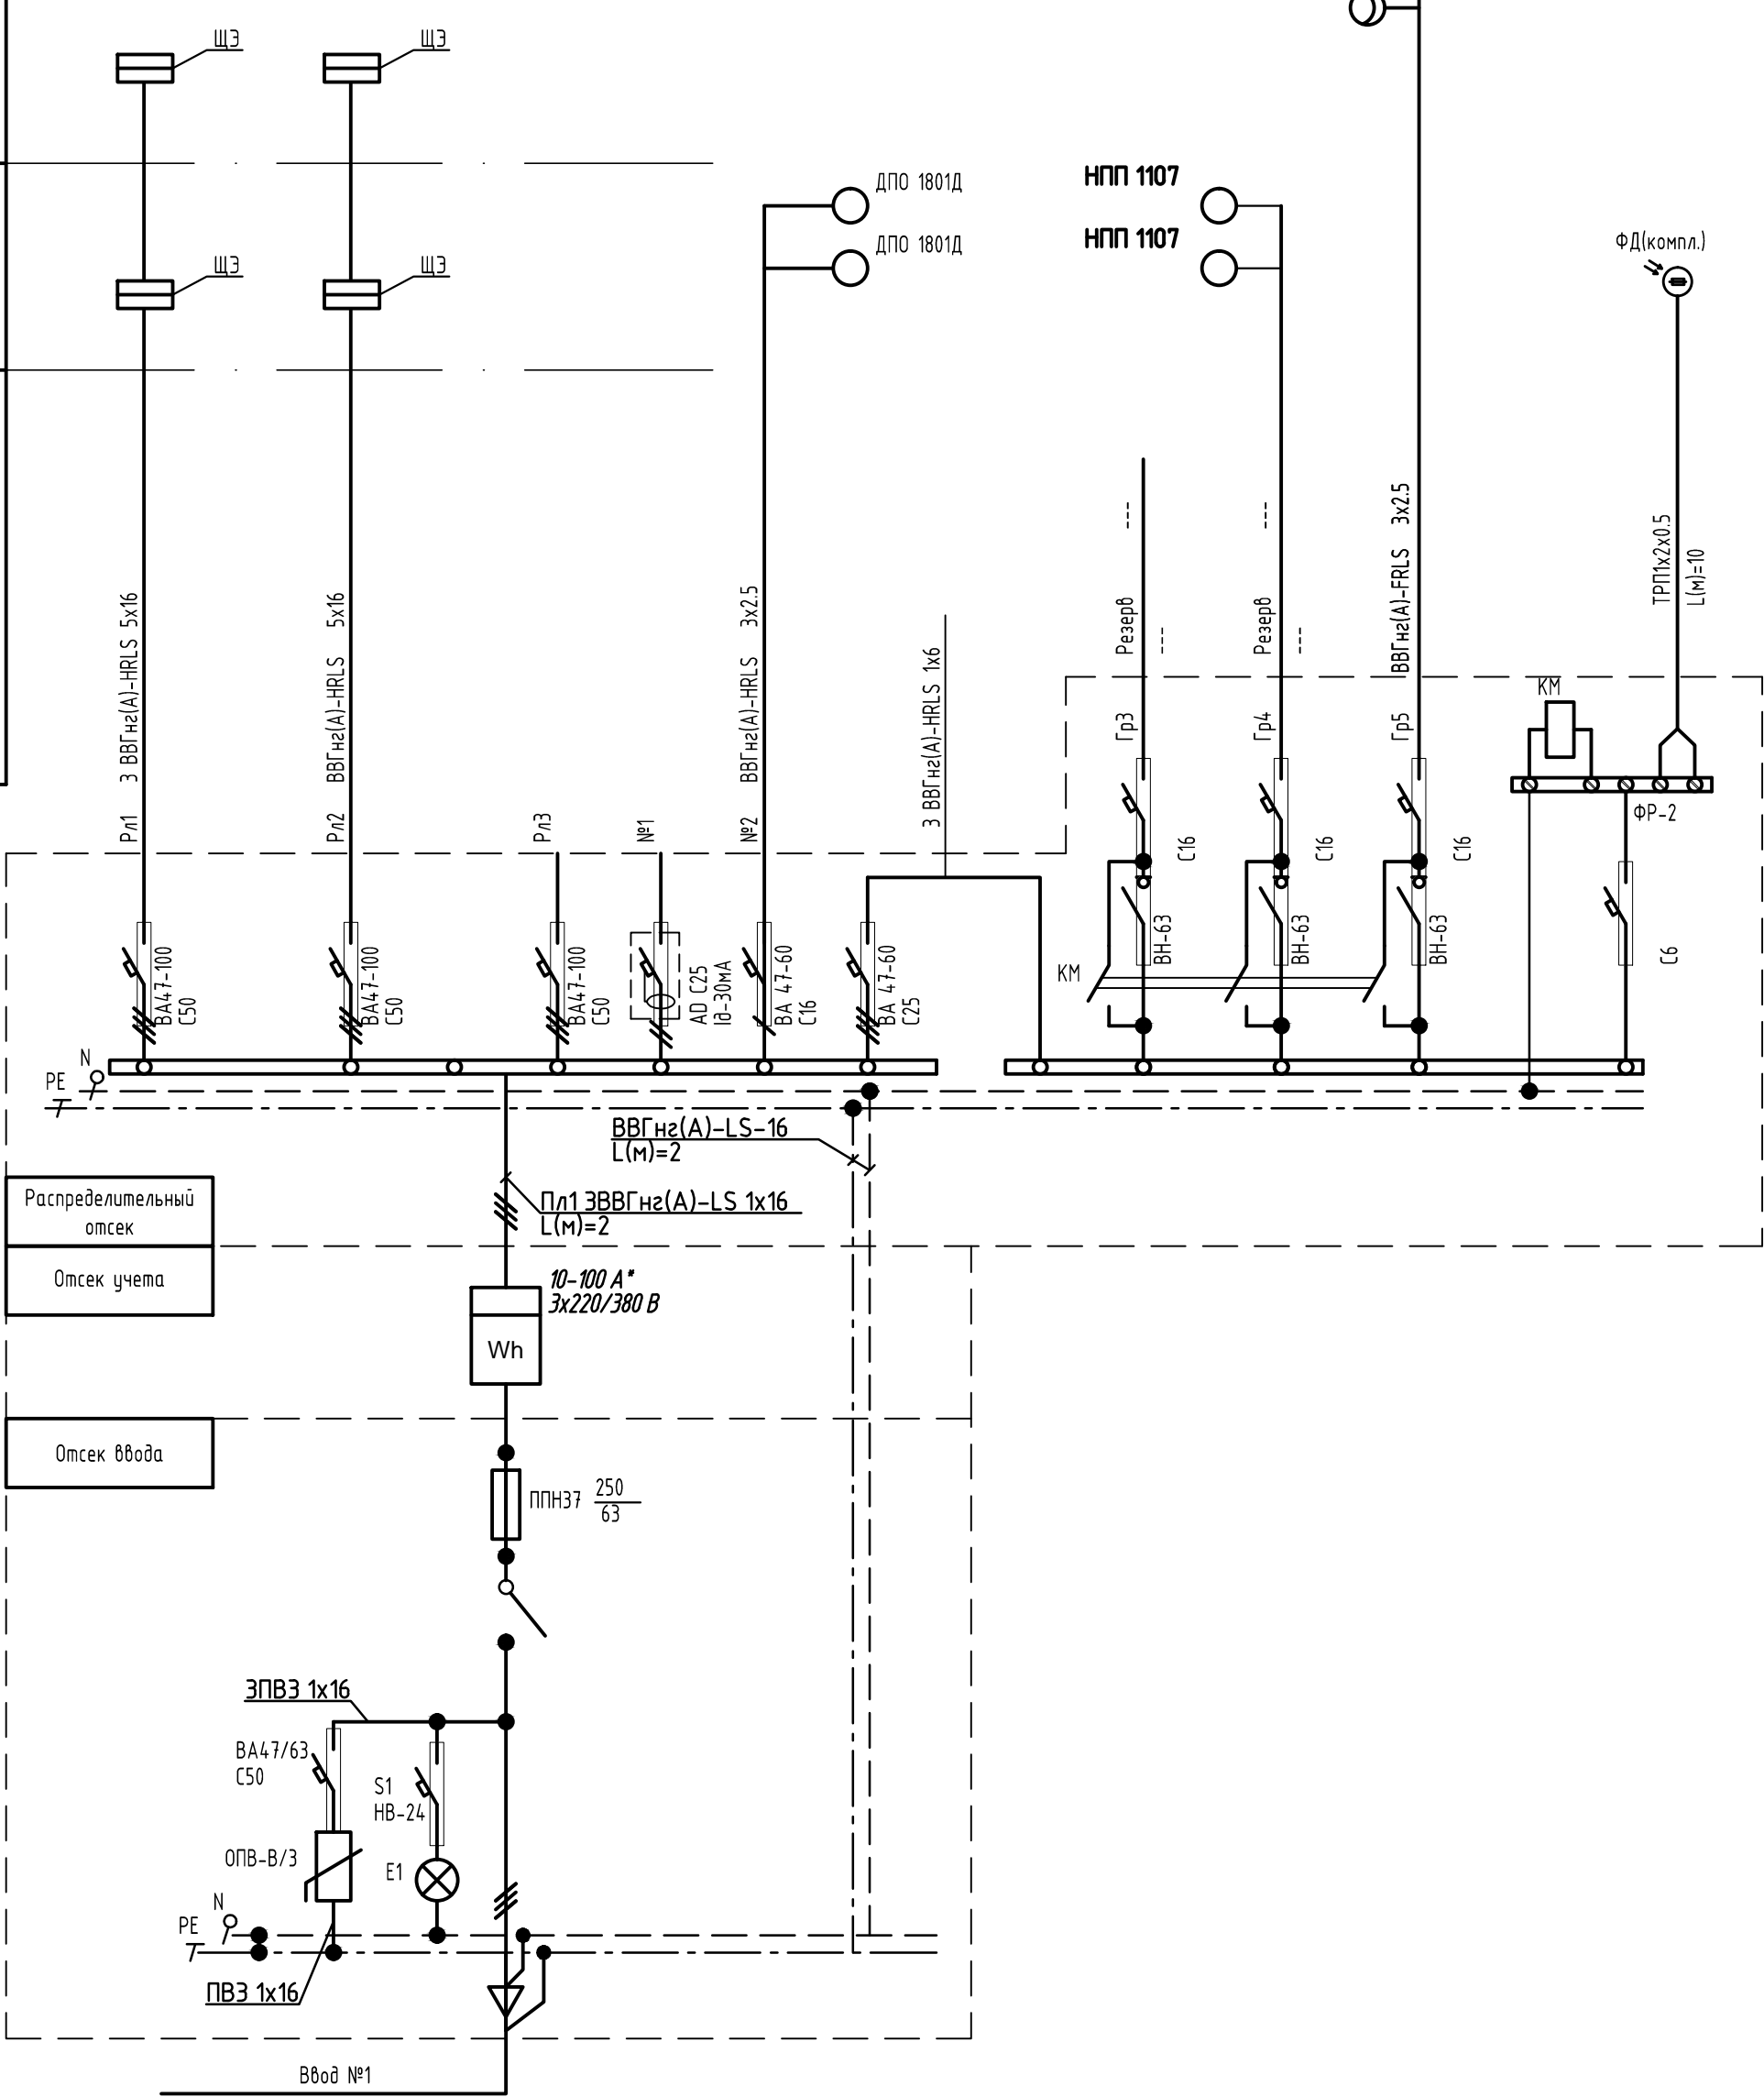 ЩЭ
ЩЭ
ДПО 1801Д
НПП 1107
ДПО 1801Д
НПП 1107
ФД(компл.)
ЩЭ
ЩЭ
Рл1 3 ВВГнг(А)-HRLS 5х16
Рл2 ВВГнг(А)-HRLS 5х16
Рл3
№1
№2 ВВГнг(А)-HRLS 3х2.5
3 ВВГнг(А)-HRLS 1х6
Гр3 Резерв ---
---
Гр4 Резерв ---
---
Гр5 ВВГнг(А)-FRLS 3х2.5
ТРП1х2х0.5
L(м)=10
КМ
ФР-2
С16
С16
С16
ВА47-100
С50
ВА47-100
С50
ВА47-100
С50
АD С25
Iд-30мА
ВА 47-60
С16
ВА 47-60
С25
КМ
ВН-63
ВН-63
ВН-63
С6
N
PE
ВВГнг(А)-LS-16
L(м)=2
Пл1 3ВВГнг(А)-LS 1х16
L(м)=2
Распределительный
отсек
Отсек учета
10-100 А*
3х220/380 В
Wh
Отсек ввода
ППН37 250
63
3ПВ3 1х16
ВА47/63
С50
S1
НВ-24
ОПВ-В/3
Е1
N
PE
ПВ3 1х16
Ввод №1